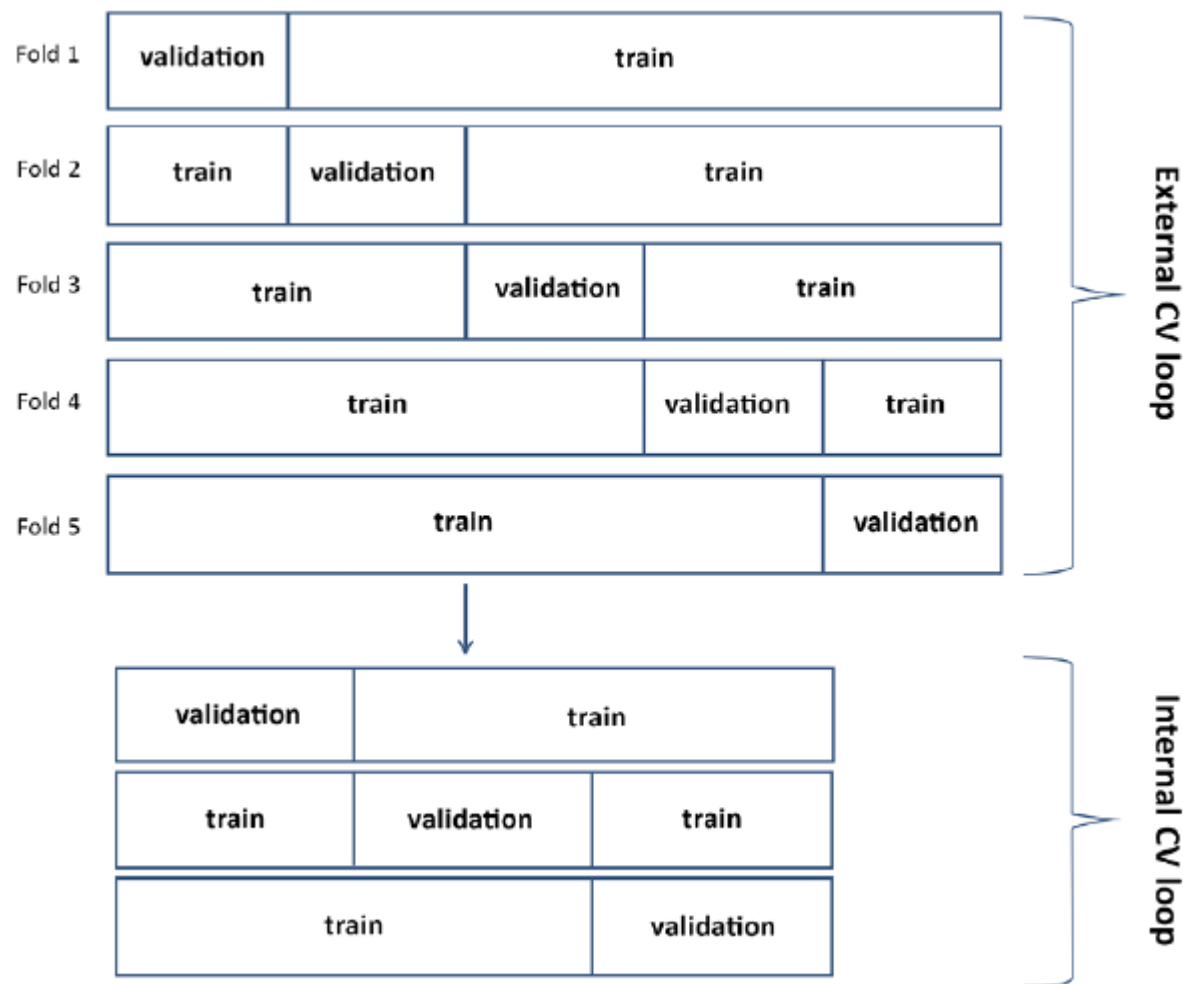 Fold 1
validation
train
Fold 2
train
validation
train
Fold 3
train
validation
train
Fold 4
train
validation
train
Fold 5
train
validation
External CV loop
validation
train
train
validation
train
train
validation
Internal CV loop